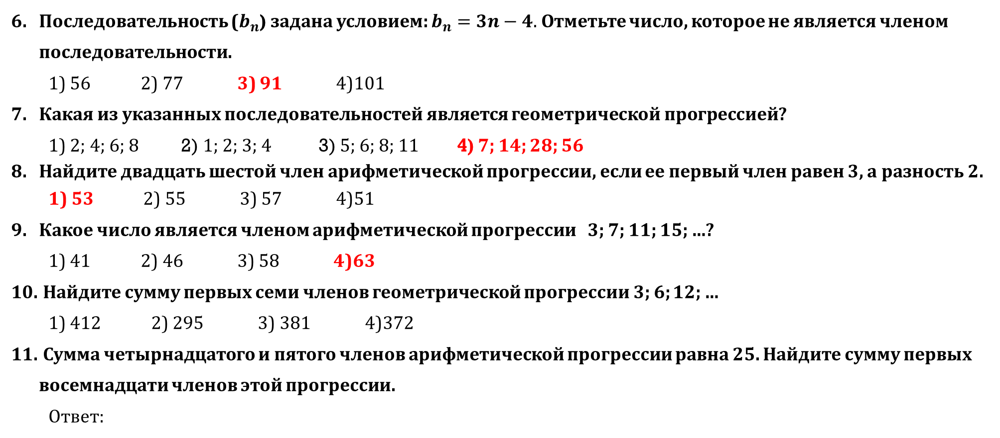 6. Последовательность (bₙ) задана условием: bₙ = 3n − 4. Отметьте число, которое не является членом
последовательности.
1) 56 2) 77 3) 91 4)101
7. Какая из указанных последовательностей является геометрической прогрессией?
1) 2; 4; 6; 8 2) 1; 2; 3; 4 3) 5; 6; 8; 11 4) 7; 14; 28; 56
8. Найдите двадцать шестой член арифметической прогрессии, если ее первый член равен 3, а разность 2.
1) 53 2) 55 3) 57 4)51
9. Какое число является членом арифметической прогрессии 3; 7; 11; 15; ...?
1) 41 2) 46 3) 58 4)63
10. Найдите сумму первых семи членов геометрической прогрессии 3; 6; 12; ...
1) 412 2) 295 3) 381 4)372
11. Сумма четырнадцатого и пятого членов арифметической прогрессии равна 25. Найдите сумму первых
восемнадцати членов этой прогрессии.
Ответ: